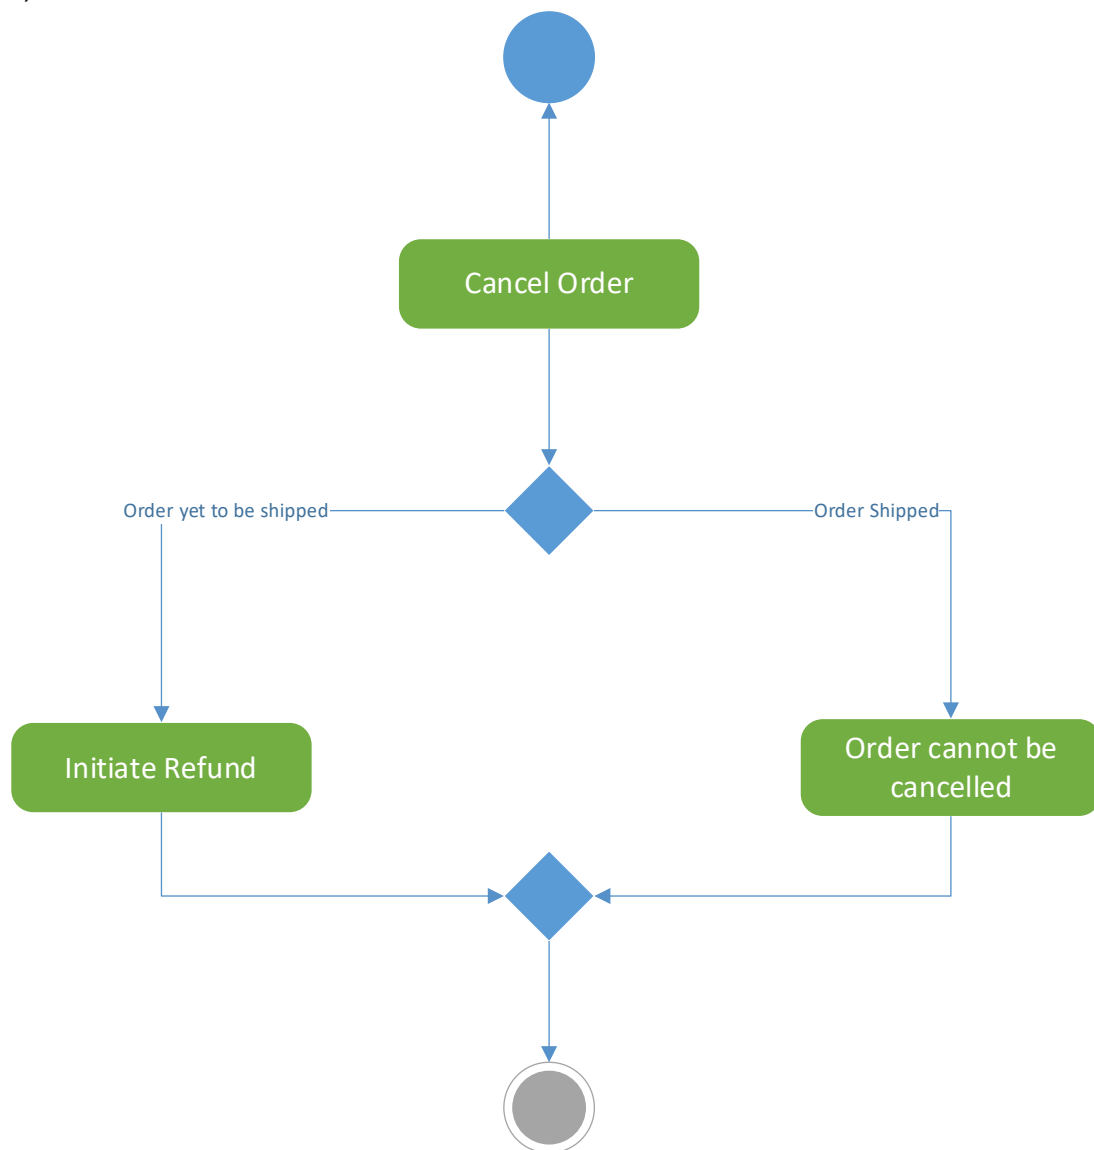 Cancel Order
Order yet to be shipped
Order Shipped
Initiate Refund
Order cannot be
cancelled